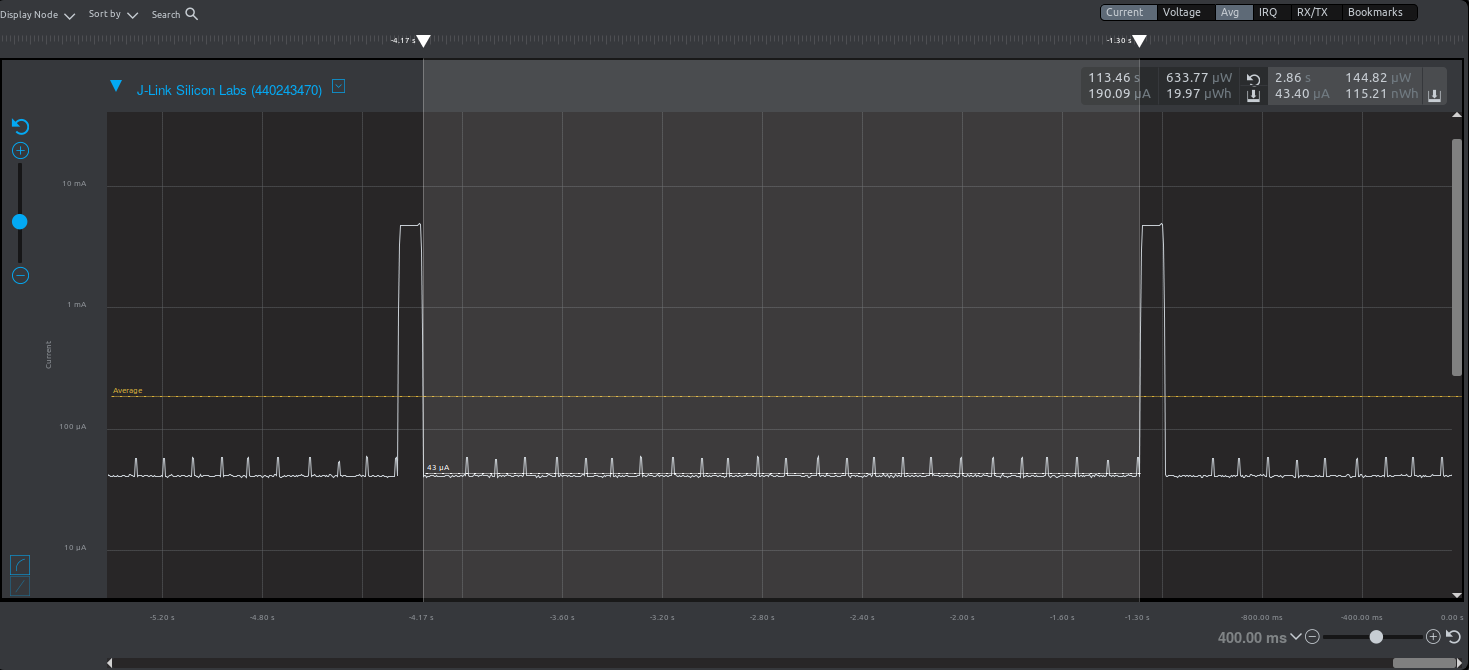 Display Node Sort by Search Current Voltage Avg IRQ RX/TX Bookmarks
-4.17 s -1.30 s
J-Link Silicon Labs (440243470)
113.46 s 633.77 µW 2.86 s 144.82 µW
190.09 µA 19.97 µWh 43.40 µA 115.21 nWh
10 mA
1 mA
Current
Average
100 µA
43 µA
10 µA
-5.20 s -4.80 s -4.17 s -3.60 s -3.20 s -2.80 s -2.40 s -2.00 s -1.60 s -1.30 s -800.00 ms -400.00 ms 0.00 s
400.00 ms